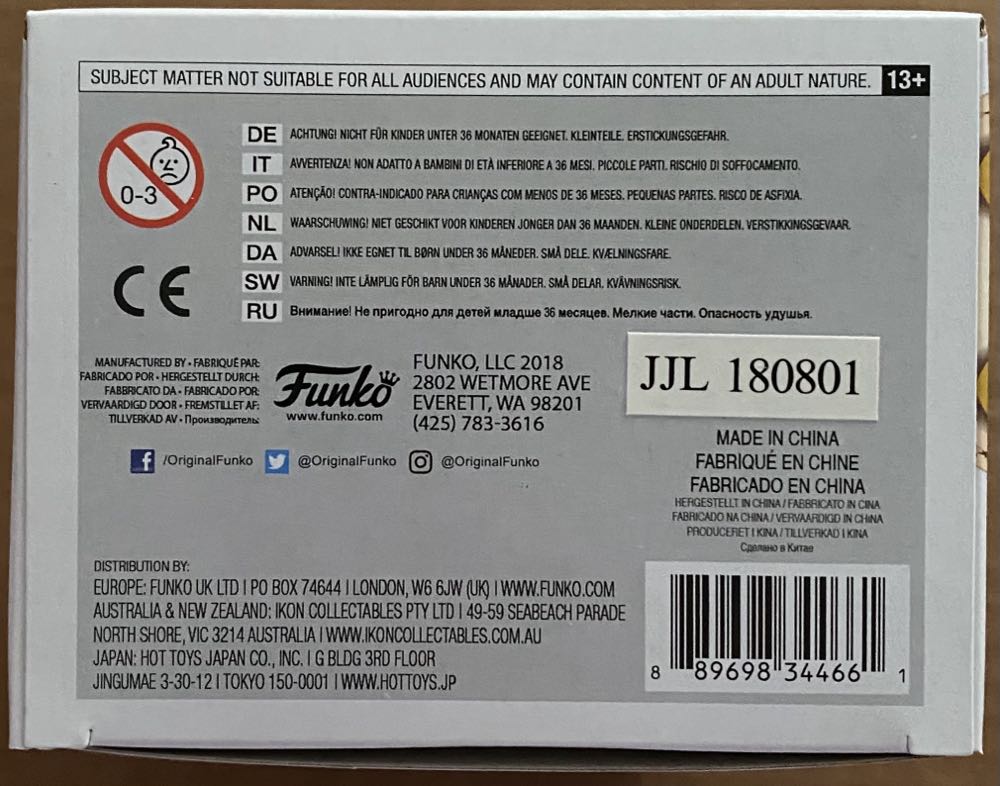 SUBJECT MATTER NOT SUITABLE FOR ALL AUDIENCES AND MAY CONTAIN CONTENT OF AN ADULT NATURE. 13+
0-3
DE ACHTUNG! NICHT FÜR KINDER UNTER 36 MONATEN GEEIGNET. KLEINTEILE. ERSTICKUNGSGEFAHR.
IT AVVERTENZA! NON ADATTO A BAMBINI DI ETÀ INFERIORE A 36 MESI. PICCOLE PARTI. RISCHIO DI SOFFOCAMENTO.
PO ATENÇÃO! CONTRA-INDICADO PARA CRIANÇAS COM MENOS DE 36 MESES. PEQUENAS PARTES. RISCO DE ASFIXIA.
NL WAARSCHUWING! NIET GESCHIKT VOOR KINDEREN JONGER DAN 36 MAANDEN. KLEINE ONDERDELEN. VERSTIKKINGSGEVAAR.
DA ADVARSEL! IKKE EGNET TIL BØRN UNDER 36 MÅNEDER. SMÅ DELE. KVÆLNINGSFARE.
SW VARNING! INTE LÄMPLIG FÖR BARN UNDER 36 MÅNADER. SMÅ DELAR. KVÄVNINGSRISK.
RU Внимание! Не пригодно для детей младше 36 месяцев. Мелкие части. Опасность удушья.
CE
MANUFACTURED BY • FABRIQUÉ PAR:
FABRICADO POR • HERGESTELLT DURCH:
FABBRICATO DA • FABRICADO POR:
VERVAARDIGD DOOR • FREMSTILLET AF:
TILLVERKAD AV • Производитель:
Funko
www.funko.com
FUNKO, LLC 2018
2802 WETMORE AVE
EVERETT, WA 98201
(425) 783-3616
JJL 180801
/OriginalFunko @OriginalFunko @OriginalFunko
MADE IN CHINA
FABRIQUÉ EN CHINE
FABRICADO EN CHINA
HERGESTELLT IN CHINA / FABBRICATO IN CINA
FABRICADO NA CHINA / VERVAARDIGD IN CHINA
PRODUCERET I KINA / TILLVERKAD I KINA
Сделано в Китае
DISTRIBUTION BY:
EUROPE: FUNKO UK LTD | PO BOX 74644 | LONDON, W6 6JW (UK) | WWW.FUNKO.COM
AUSTRALIA & NEW ZEALAND: IKON COLLECTABLES PTY LTD | 49-59 SEABEACH PARADE
NORTH SHORE, VIC 3214 AUSTRALIA | WWW.IKONCOLLECTABLES.COM.AU
JAPAN: HOT TOYS JAPAN CO., INC. | G BLDG 3RD FLOOR
JINGUMAE 3-30-12 | TOKYO 150-0001 | WWW.HOTTOYS.JP
8 89698 34466 1